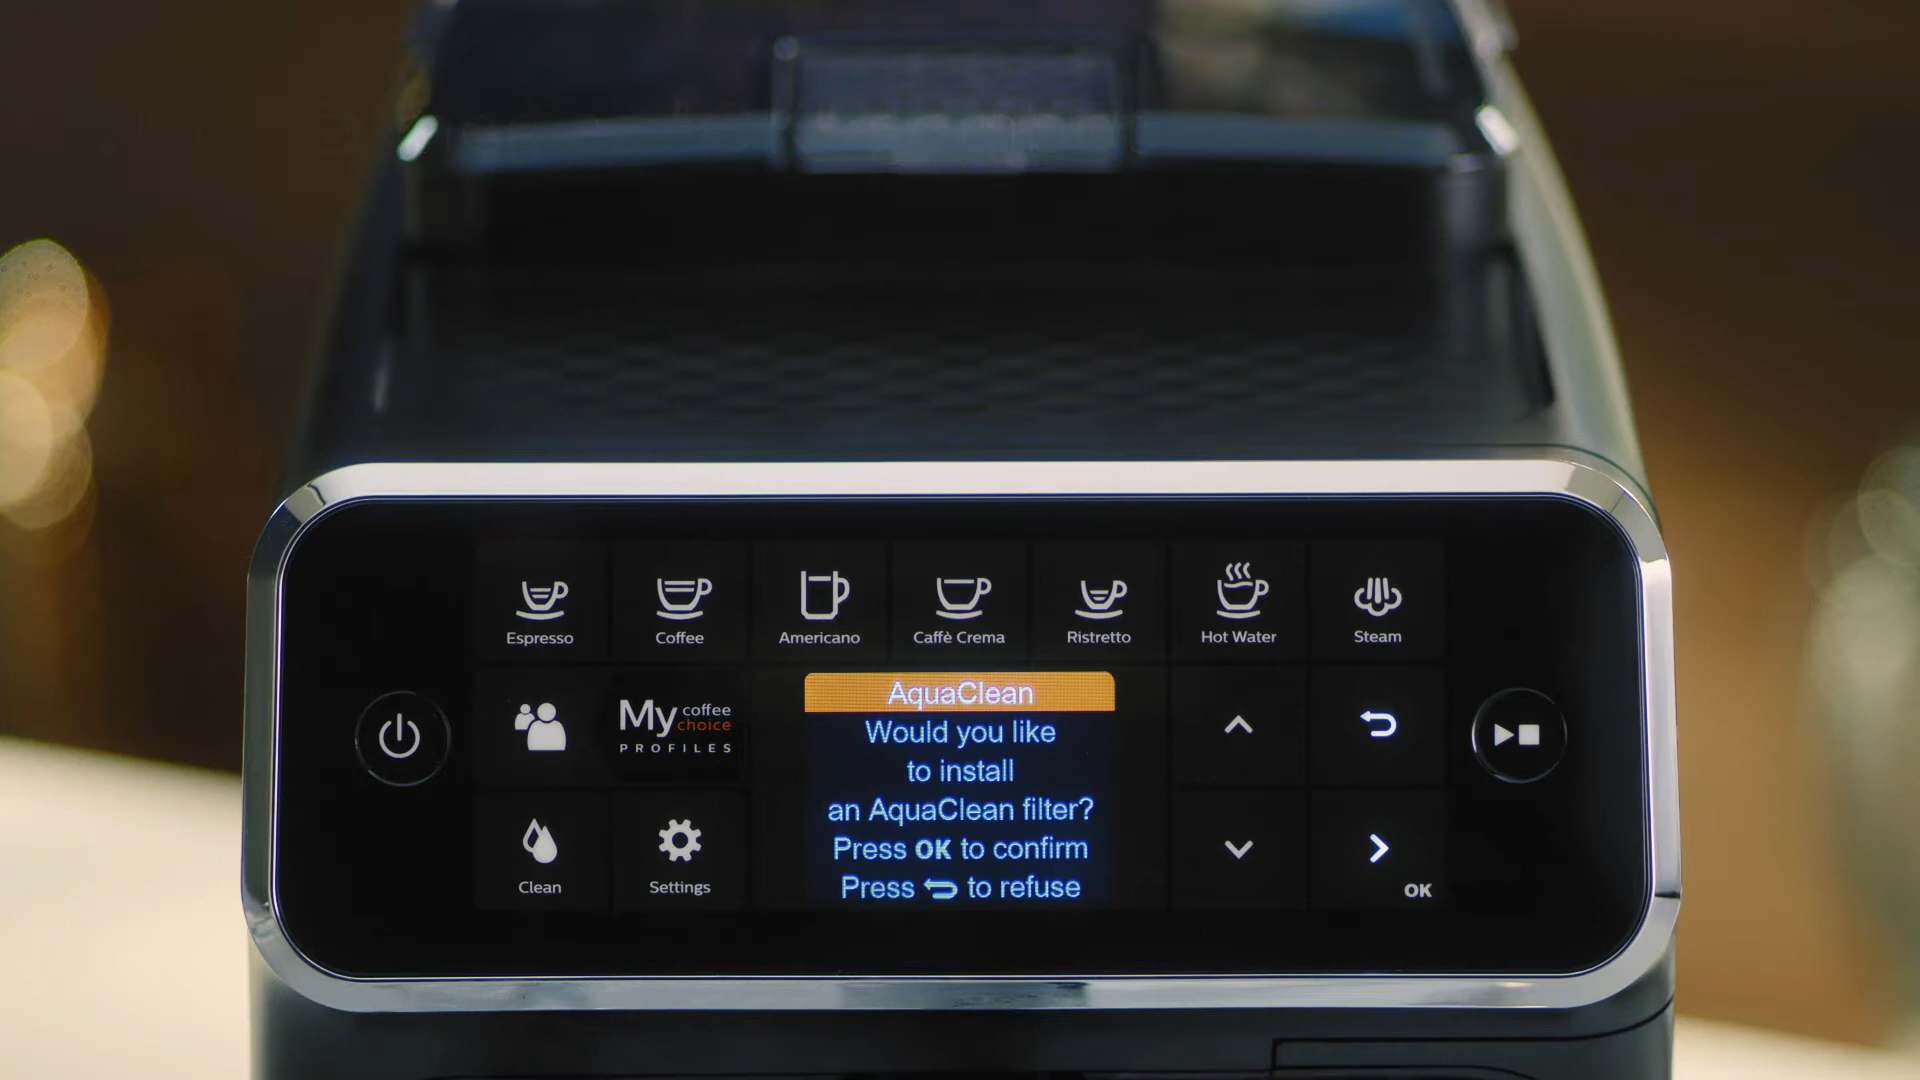 Espresso
Coffee
Americano
Caffè Crema
Ristretto
Hot Water
Steam
My coffee choice
PROFILES
AquaClean
Would you like
to install
an AquaClean filter?
Press OK to confirm
Press to refuse
Clean
Settings
OK